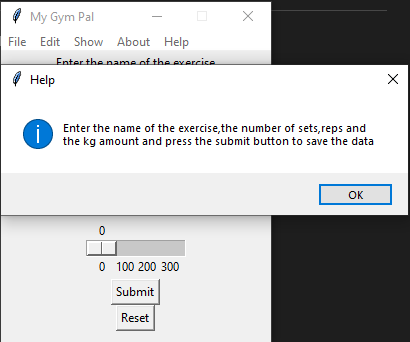 My Gym Pal
File Edit Show About Help
Enter the name of the exercise
Help
Enter the name of the exercise,the number of sets,reps and
the kg amount and press the submit button to save the data
OK
0
0 100 200 300
Submit
Reset